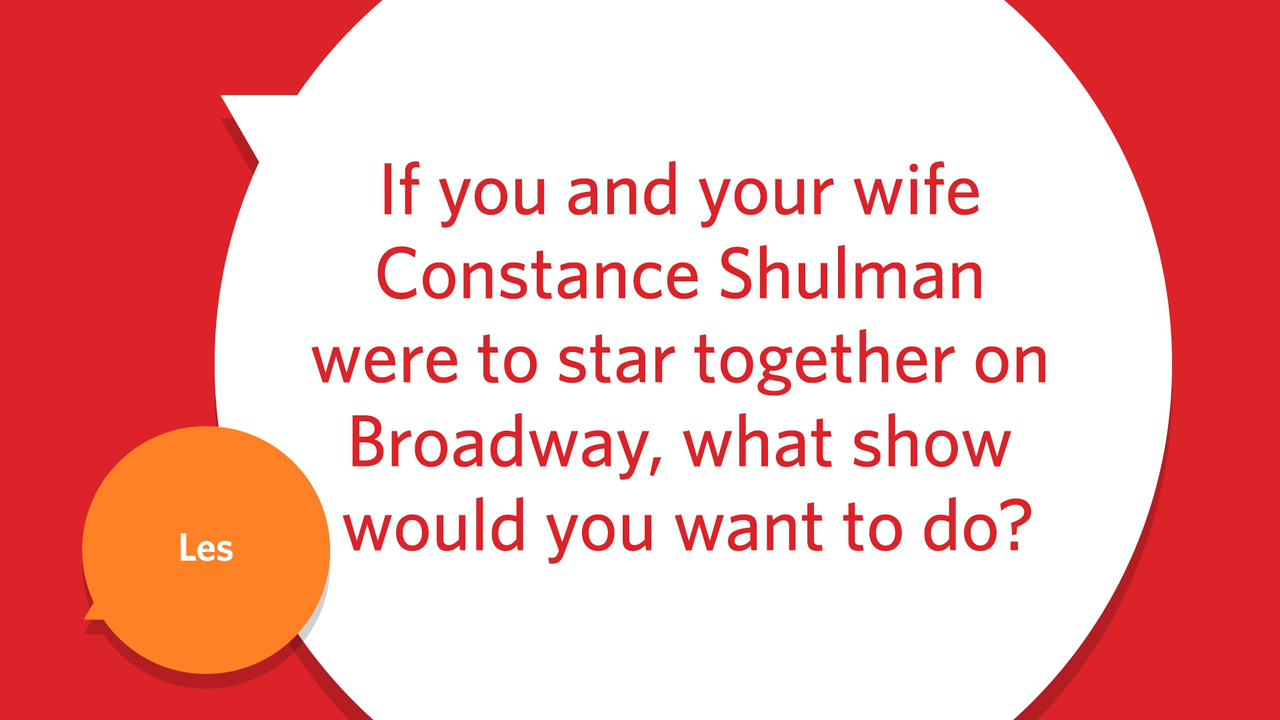 If you and your wife
Constance Shulman
were to star together on
Broadway, what show
would you want to do?
Les